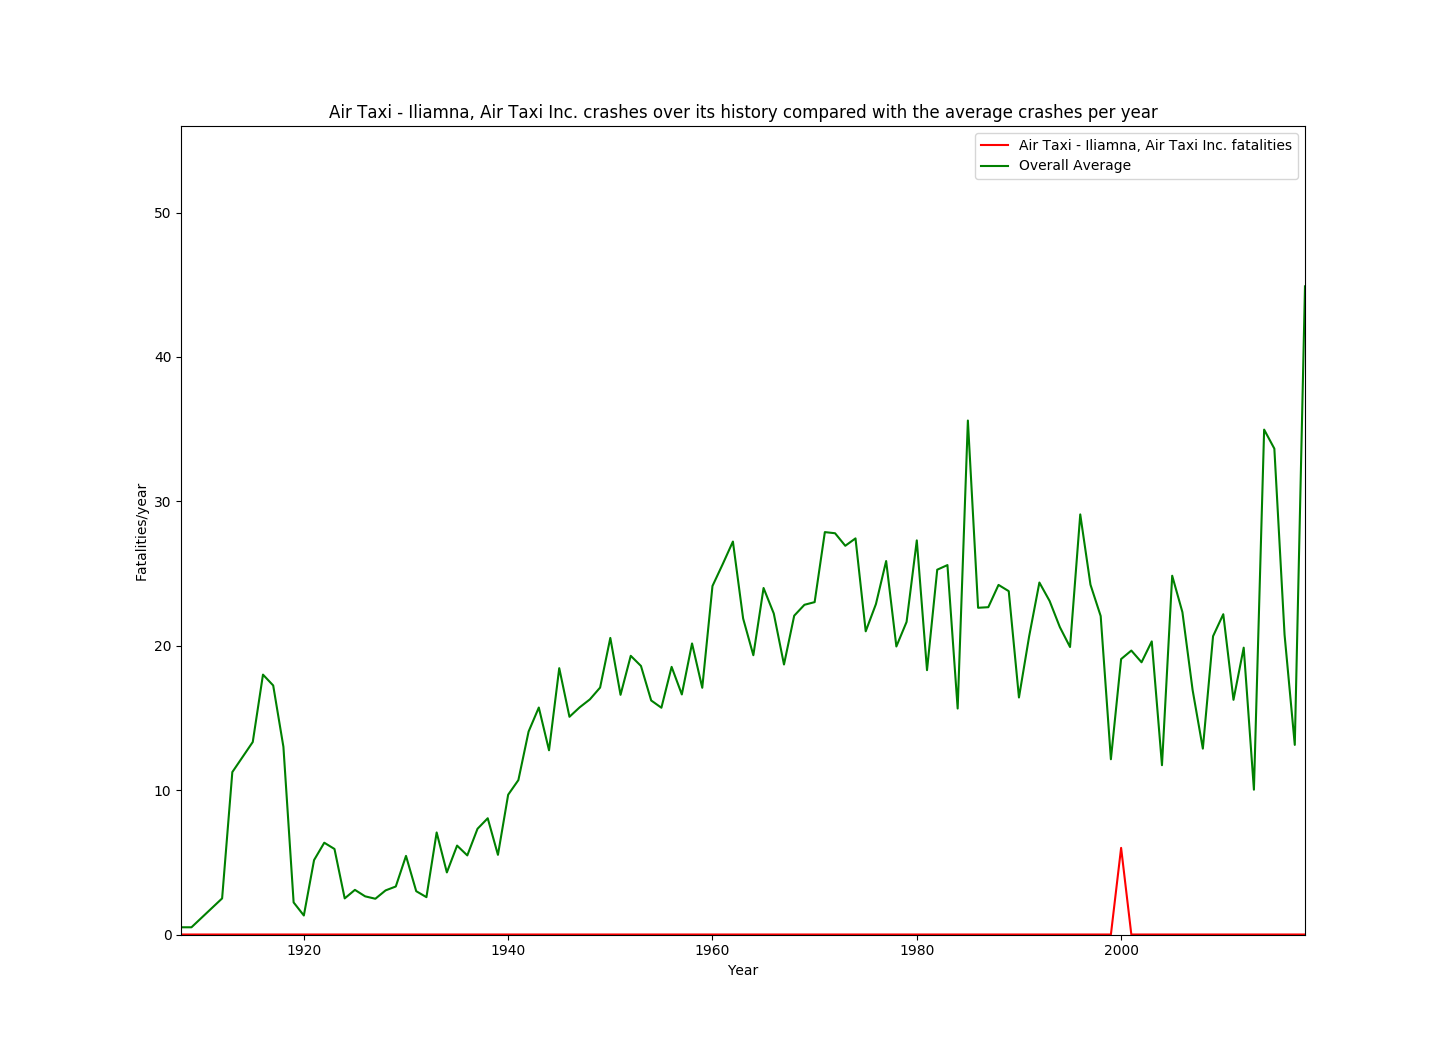 Air Taxi - Iliamna, Air Taxi Inc. crashes over its history compared with the average crashes per year
Air Taxi - Iliamna, Air Taxi Inc. fatalities
Overall Average
50
40
30
20
10
0
Fatalities/year
1920 1940 1960 1980 2000
Year